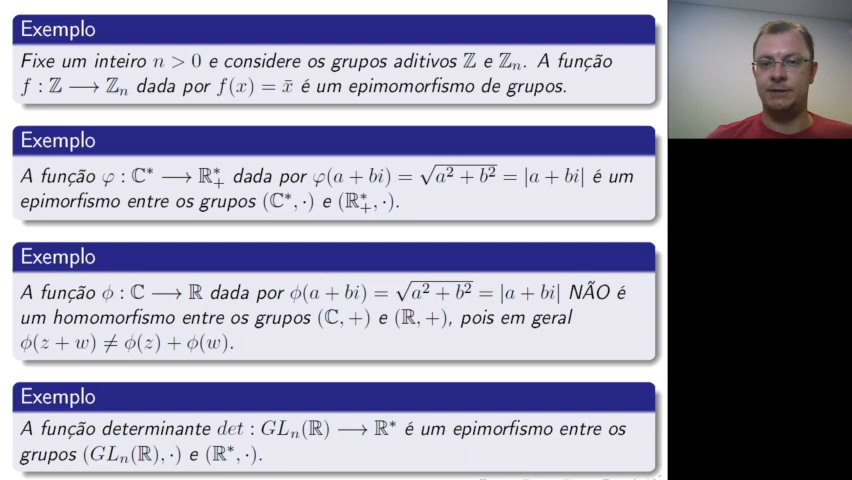 Exemplo
Fixe um inteiro n > 0 e considere os grupos aditivos ℤ e ℤₙ. A função
f : ℤ ⟶ ℤₙ dada por f(x) = x̄ é um epimomorfismo de grupos.
Exemplo
A função φ : ℂ* ⟶ ℝ*₊ dada por φ(a + bi) = √(a² + b²) = |a + bi| é um
epimorfismo entre os grupos (ℂ*, ·) e (ℝ*₊, ·).
Exemplo
A função ϕ : ℂ ⟶ ℝ dada por ϕ(a + bi) = √(a² + b²) = |a + bi| NÃO é
um homomorfismo entre os grupos (ℂ, +) e (ℝ, +), pois em geral
ϕ(z + w) ≠ ϕ(z) + ϕ(w).
Exemplo
A função determinante det : GLₙ(ℝ) ⟶ ℝ* é um epimorfismo entre os
grupos (GLₙ(ℝ), ·) e (ℝ*, ·).